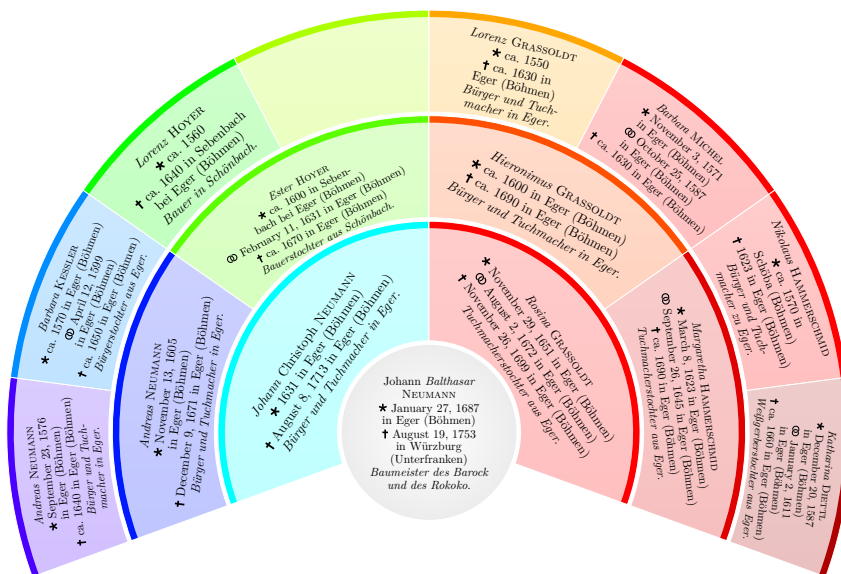 Lorenz GRASSOLDT
★ ca. 1550
✝ ca. 1630 in
Eger (Böhmen)
Bürger und Tuch-
macher in Eger.
Lorenz HOYER
★ ca. 1560
✝ ca. 1640 in Sebenbach
bei Eger (Böhmen)
Bauer in Schönbach.
Barbara MICHEL
★ November 3, 1571
in Eger (Böhmen)
⚭ October 25, 1587
in Eger (Böhmen)
✝ ca. 1630 in Eger (Böhmen)
Ester HOYER
★ ca. 1600 in Seben-
bach bei Eger (Böhmen)
⚭ February 11, 1631 in Eger (Böhmen)
✝ ca. 1670 in Eger (Böhmen)
Bauerstochter aus Schönbach.
Hieronimus GRASSOLDT
★ ca. 1600 in Eger (Böhmen)
✝ ca. 1690 in Eger (Böhmen)
Bürger und Tuchmacher in Eger.
Barbara KESSLER
★ ca. 1570 in Eger (Böhmen)
⚭ April 12, 1599
in Eger (Böhmen)
✝ ca. 1650 in Eger (Böhmen)
Bürgerstochter aus Eger.
Nikolaus HAMMERSCHMID
★ ca. 1570 in
Schöba (Böhmen)
✝ 1623 in Eger (Böhmen)
Bürger und Tuch-
macher zu Eger.
Johann Christoph NEUMANN
★ 1631 in Eger (Böhmen)
✝ August 8, 1713 in Eger (Böhmen)
Bürger und Tuchmacher in Eger.
Rosina GRASSOLDT
★ November 29, 1651 in Eger (Böhmen)
⚭ August 2, 1672 in Eger (Böhmen)
✝ November 26, 1699 in Eger (Böhmen)
Tuchmacherstochter aus Eger.
Andreas NEUMANN
★ November 13, 1605
in Eger (Böhmen)
✝ December 9, 1671 in Eger (Böhmen)
Bürger und Tuchmacher in Eger.
Margaretha HAMMERSCHMID
★ March 8, 1623 in Eger (Böhmen)
⚭ September 26, 1645 in Eger (Böhmen)
✝ ca. 1690 in Eger (Böhmen)
Tuchmacherstochter aus Eger.
Johann Balthasar
NEUMANN
★ January 27, 1687
in Eger (Böhmen)
✝ August 19, 1753
in Würzburg
(Unterfranken)
Baumeister des Barock
und des Rokoko.
Andreas NEUMANN
★ September 23, 1576
in Eger (Böhmen)
✝ ca. 1640 in Eger (Böhmen)
Bürger und Tuch-
macher in Eger.
Katharina DIETTL
★ December 20, 1587
in Eger (Böhmen)
⚭ January 2, 1611
in Eger (Böhmen)
✝ ca. 1660 in Eger (Böhmen)
Weißgerberstochter aus Eger.